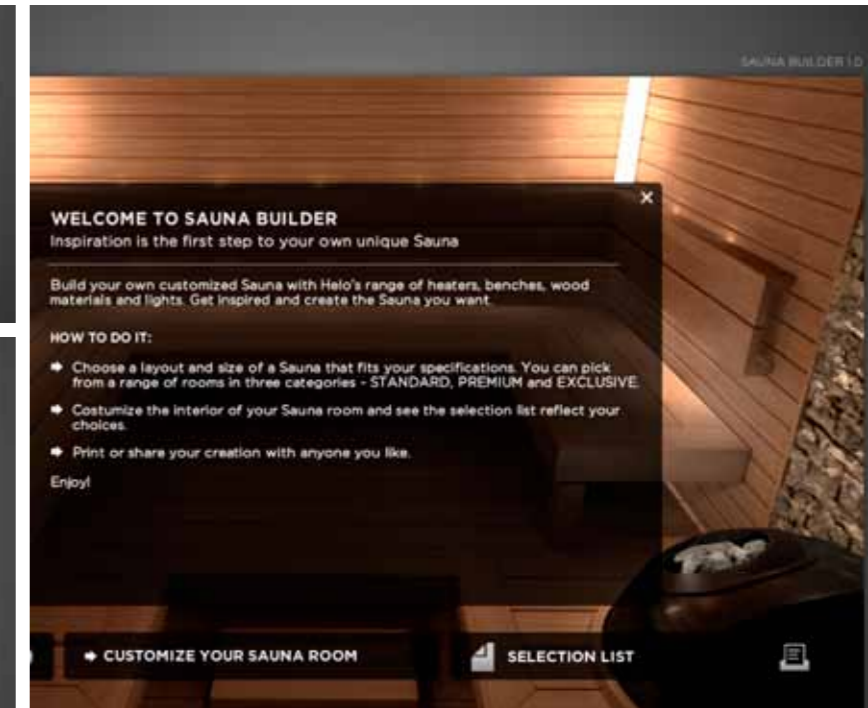 SAUNA BUILDER 1.0
WELCOME TO SAUNA BUILDER
Inspiration is the first step to your own unique Sauna
Build your own customized Sauna with Helo's range of heaters, benches, wood
materials and lights. Get inspired and create the Sauna you want.
HOW TO DO IT:
Choose a layout and size of a Sauna that fits your specifications. You can pick
from a range of rooms in three categories - STANDARD, PREMIUM and EXCLUSIVE.
Costumize the interior of your Sauna room and see the selection list reflect your
choices.
Print or share your creation with anyone you like.
Enjoy!
CUSTOMIZE YOUR SAUNA ROOM
SELECTION LIST